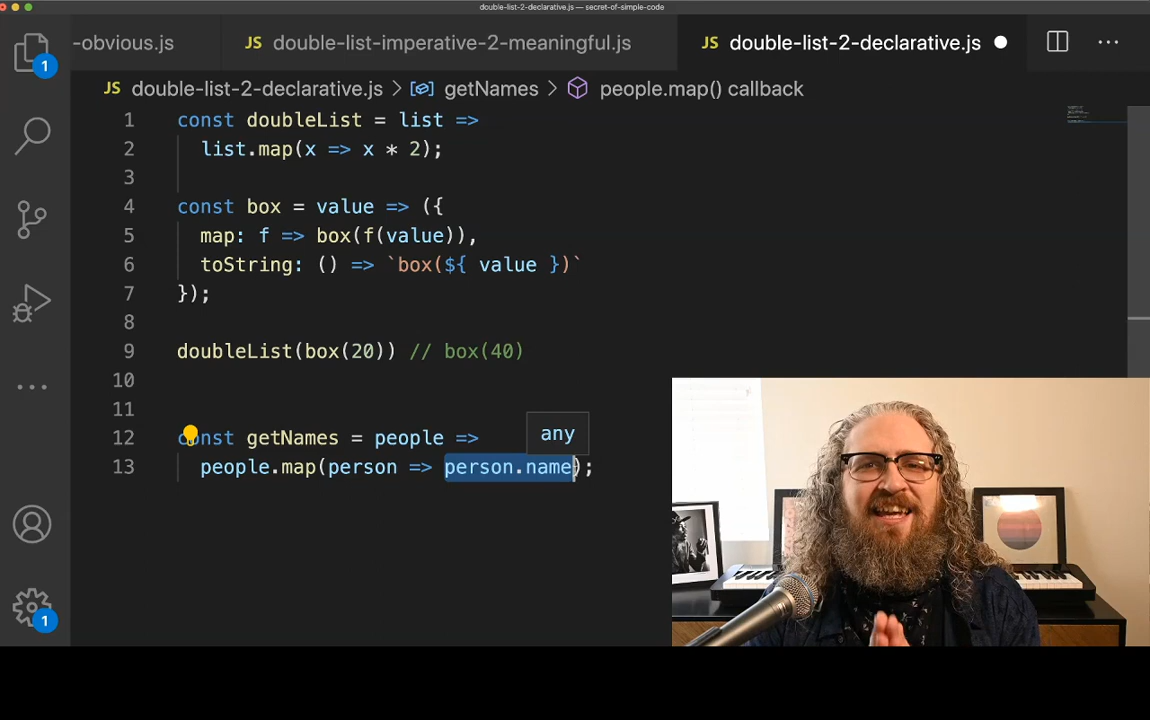 double-list-2-declarative.js — secret-of-simple-code
-obvious.js JS double-list-imperative-2-meaningful.js JS double-list-2-declarative.js
JS double-list-2-declarative.js > getNames > people.map() callback
1 const doubleList = list =>
2 list.map(x => x * 2);
3
4 const box = value => ({
5 map: f => box(f(value)),
6 toString: () => `box(${ value })`
7 });
8
9 doubleList(box(20)) // box(40)
10
11
any
12 const getNames = people =>
13 people.map(person => person.name);
1
1